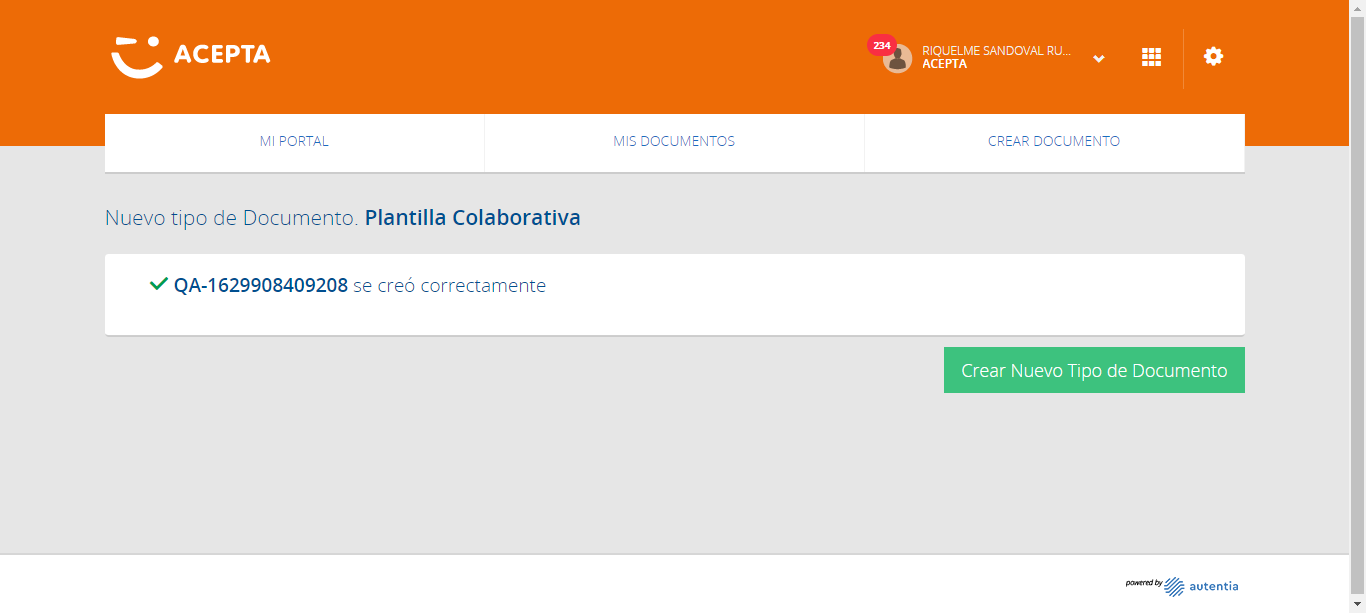 ACEPTA
234
RIQUELME SANDOVAL RU...
ACEPTA
MI PORTAL
MIS DOCUMENTOS
CREAR DOCUMENTO
Nuevo tipo de Documento. Plantilla Colaborativa
QA-1629908409208 se creó correctamente
Crear Nuevo Tipo de Documento
powered by autentia